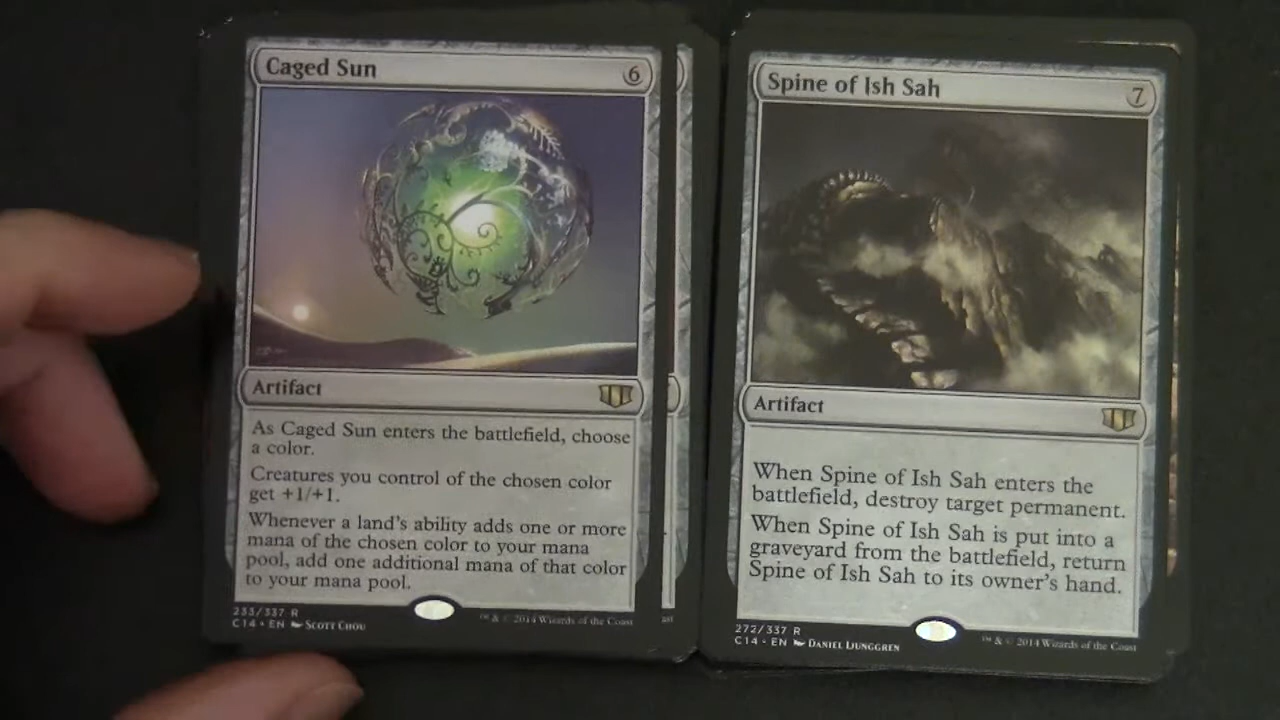 Caged Sun
6
Artifact
As Caged Sun enters the battlefield, choose
a color.
Creatures you control of the chosen color
get +1/+1.
Whenever a land's ability adds one or more
mana of the chosen color to your mana
pool, add one additional mana of that color
to your mana pool.
233/337 R
C14 • EN Scott Chou
™ & © 2014 Wizards of the Coast
Spine of Ish Sah
7
Artifact
When Spine of Ish Sah enters the
battlefield, destroy target permanent.
When Spine of Ish Sah is put into a
graveyard from the battlefield, return
Spine of Ish Sah to its owner's hand.
272/337 R
C14 • EN Daniel Ljunggren
™ & © 2014 Wizards of the Coast